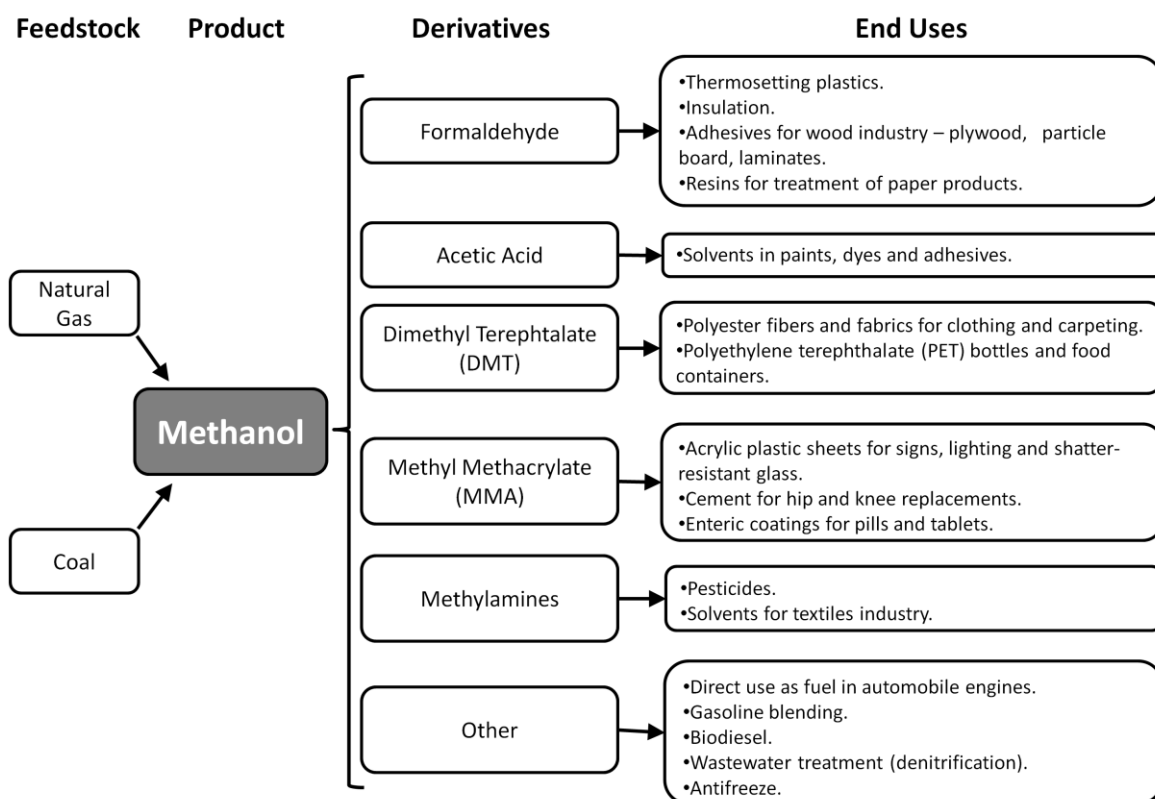 Feedstock Product Derivatives End Uses
Natural
Gas
Coal
Methanol
Formaldehyde
•Thermosetting plastics.
•Insulation.
•Adhesives for wood industry – plywood, particle
board, laminates.
•Resins for treatment of paper products.
Acetic Acid
•Solvents in paints, dyes and adhesives.
Dimethyl Terephtalate
(DMT)
•Polyester fibers and fabrics for clothing and carpeting.
•Polyethylene terephthalate (PET) bottles and food
containers.
Methyl Methacrylate
(MMA)
•Acrylic plastic sheets for signs, lighting and shatter-
resistant glass.
•Cement for hip and knee replacements.
•Enteric coatings for pills and tablets.
Methylamines
•Pesticides.
•Solvents for textiles industry.
Other
•Direct use as fuel in automobile engines.
•Gasoline blending.
•Biodiesel.
•Wastewater treatment (denitrification).
•Antifreeze.